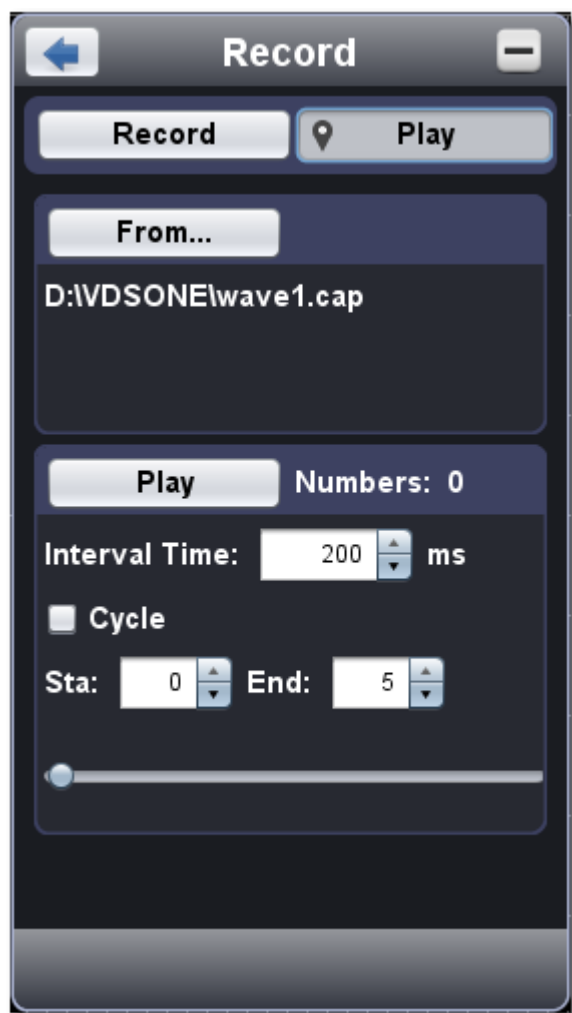 Record
Record Play
From...
D:\VDSONE\wave1.cap
Play Numbers: 0
Interval Time: 200 ms
Cycle
Sta: 0 End: 5